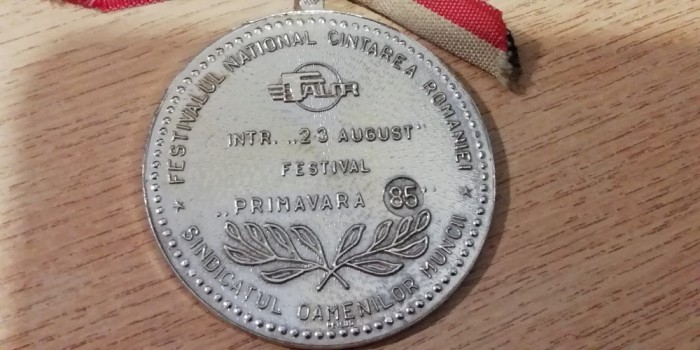 FESTIVALUL NATIONAL CINTAREA ROMANIEI
FAUR
INTR. „23 AUGUST"
FESTIVAL
„PRIMAVARA 85"
SINDICATUL OAMENILOR MUNCII